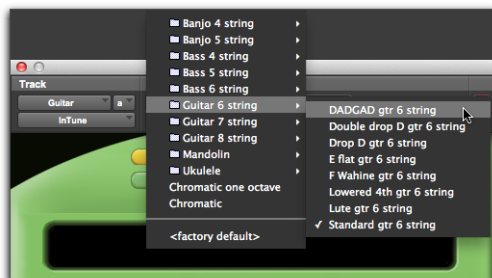 Banjo 4 string
Banjo 5 string
Bass 4 string
Bass 5 string
Bass 6 string
Guitar 6 string
Guitar 7 string
Guitar 8 string
Mandolin
Ukulele
Chromatic one octave
Chromatic
<factory default>
Track
Guitar a
InTune
DADGAD gtr 6 string
Double drop D gtr 6 string
Drop D gtr 6 string
E flat gtr 6 string
F Wahine gtr 6 string
Lowered 4th gtr 6 string
Lute gtr 6 string
✓ Standard gtr 6 string